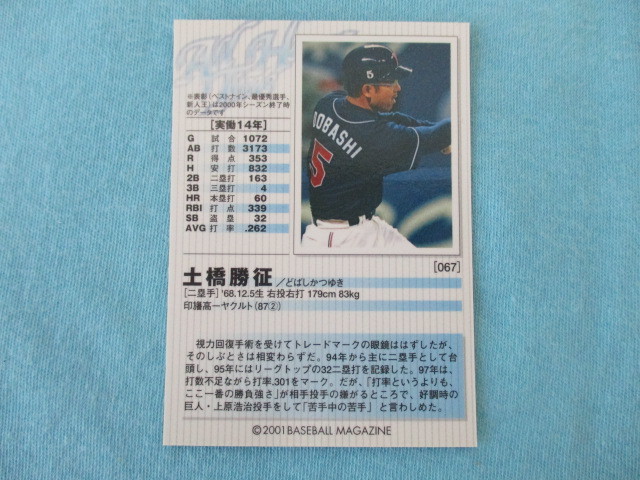 ※表彰(ベストナイン、最優秀選手、
新人王)は2000年シーズン終了時
のデータです
[実働14年]
G 試合 1072
AB 打数 3173
R 得点 353
H 安打 832
2B 二塁打 163
3B 三塁打 4
HR 本塁打 60
RBI 打点 339
SB 盗塁 32
AVG 打率 .262
5
DOBASHI
5
[067]
土橋勝征/どばしかつゆき
[二塁手] '68.12.5生 右投右打 179cm 83kg
印旛高ーヤクルト(87②)
視力回復手術を受けてトレードマークの眼鏡ははずしたが、
そのしぶとさは相変わらずだ。94年から主に二塁手として台
頭し、95年にはリーグトップの32二塁打を記録した。97年は、
打数不足ながら打率.301をマーク。だが、「打率というよりも、
ここ一番の勝負強さ」が相手投手の嫌がるところで、好調時の
巨人・上原浩治投手をして「苦手中の苦手」と言わしめた。
©2001BASEBALL MAGAZINE